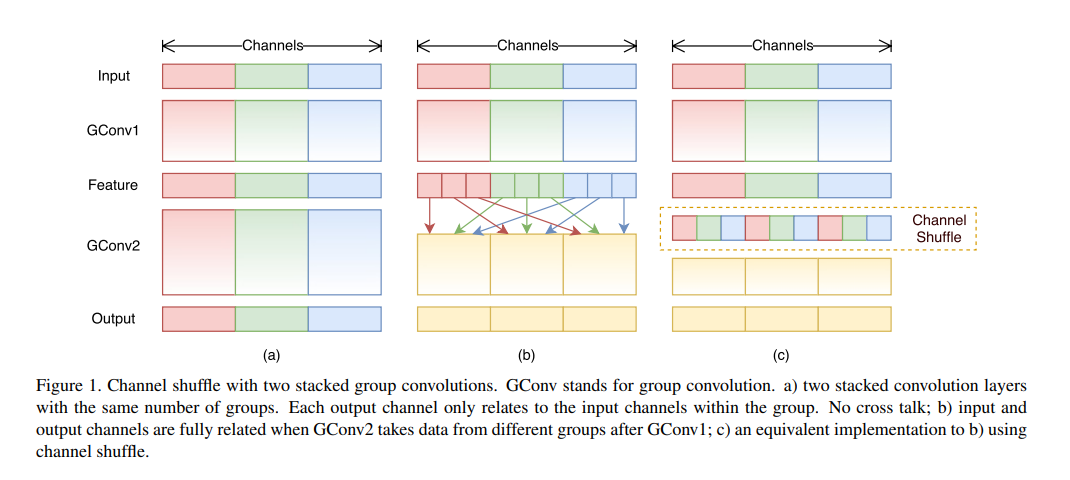 Channels Channels Channels
Input
GConv1
Feature
Channel
Shuffle
GConv2
Output
(a) (b) (c)
Figure 1. Channel shuffle with two stacked group convolutions. GConv stands for group convolution. a) two stacked convolution layers
with the same number of groups. Each output channel only relates to the input channels within the group. No cross talk; b) input and
output channels are fully related when GConv2 takes data from different groups after GConv1; c) an equivalent implementation to b) using
channel shuffle.